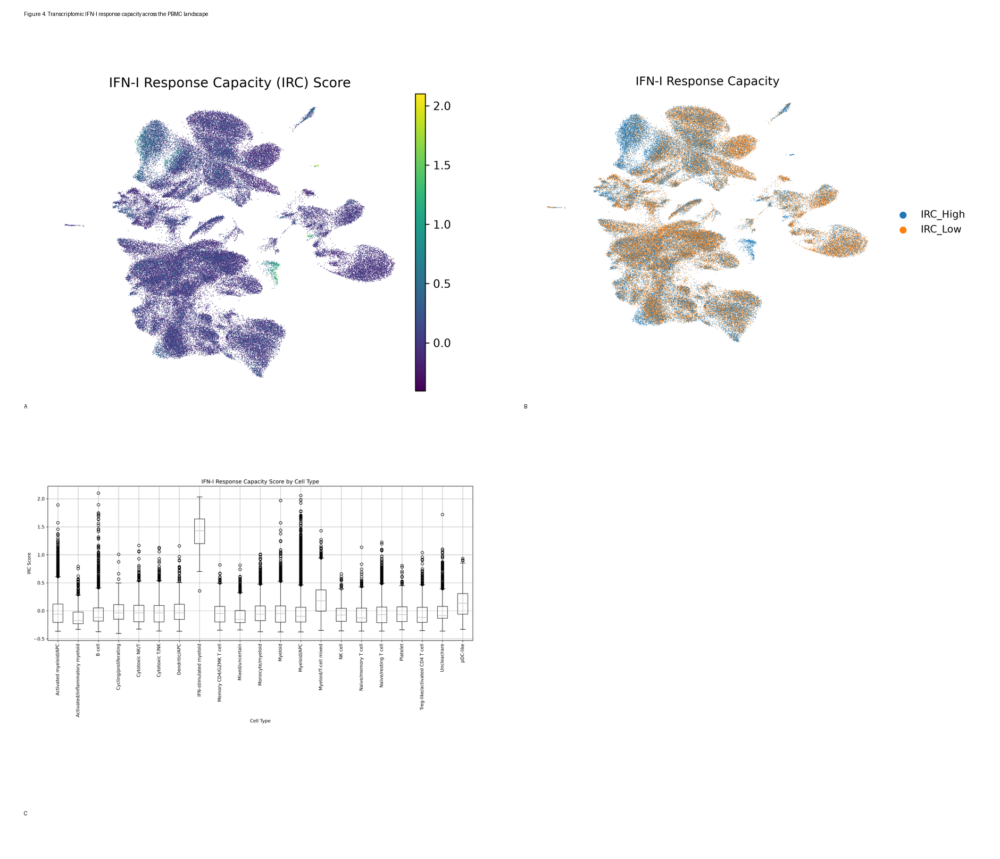 Figure 4. Transcriptomic IFN-I response capacity across the PBMC landscape
IFN-I Response Capacity (IRC) Score
2.0
1.5
1.0
0.5
0.0
A
IFN-I Response Capacity
IRC_High
IRC_Low
B
IFN-I Response Capacity Score by Cell Type
IRC Score
2.0
1.5
1.0
0.5
0.0
−0.5
Activated myeloid/APC
Activated/inflammatory myeloid
B cell
Cycling/proliferating
Cytotoxic NK/T
Cytotoxic T/NK
Dendritic/APC
IFN-stimulated myeloid
Memory CD4/GZMK T cell
Mixed/uncertain
Monocyte/myeloid
Myeloid
Myeloid/APC
Myeloid/T-cell mixed
NK cell
Naive/memory T cell
Naive/resting T cell
Platelet
Treg-like/activated CD4 T cell
Unclear/rare
pDC-like
Cell Type
C